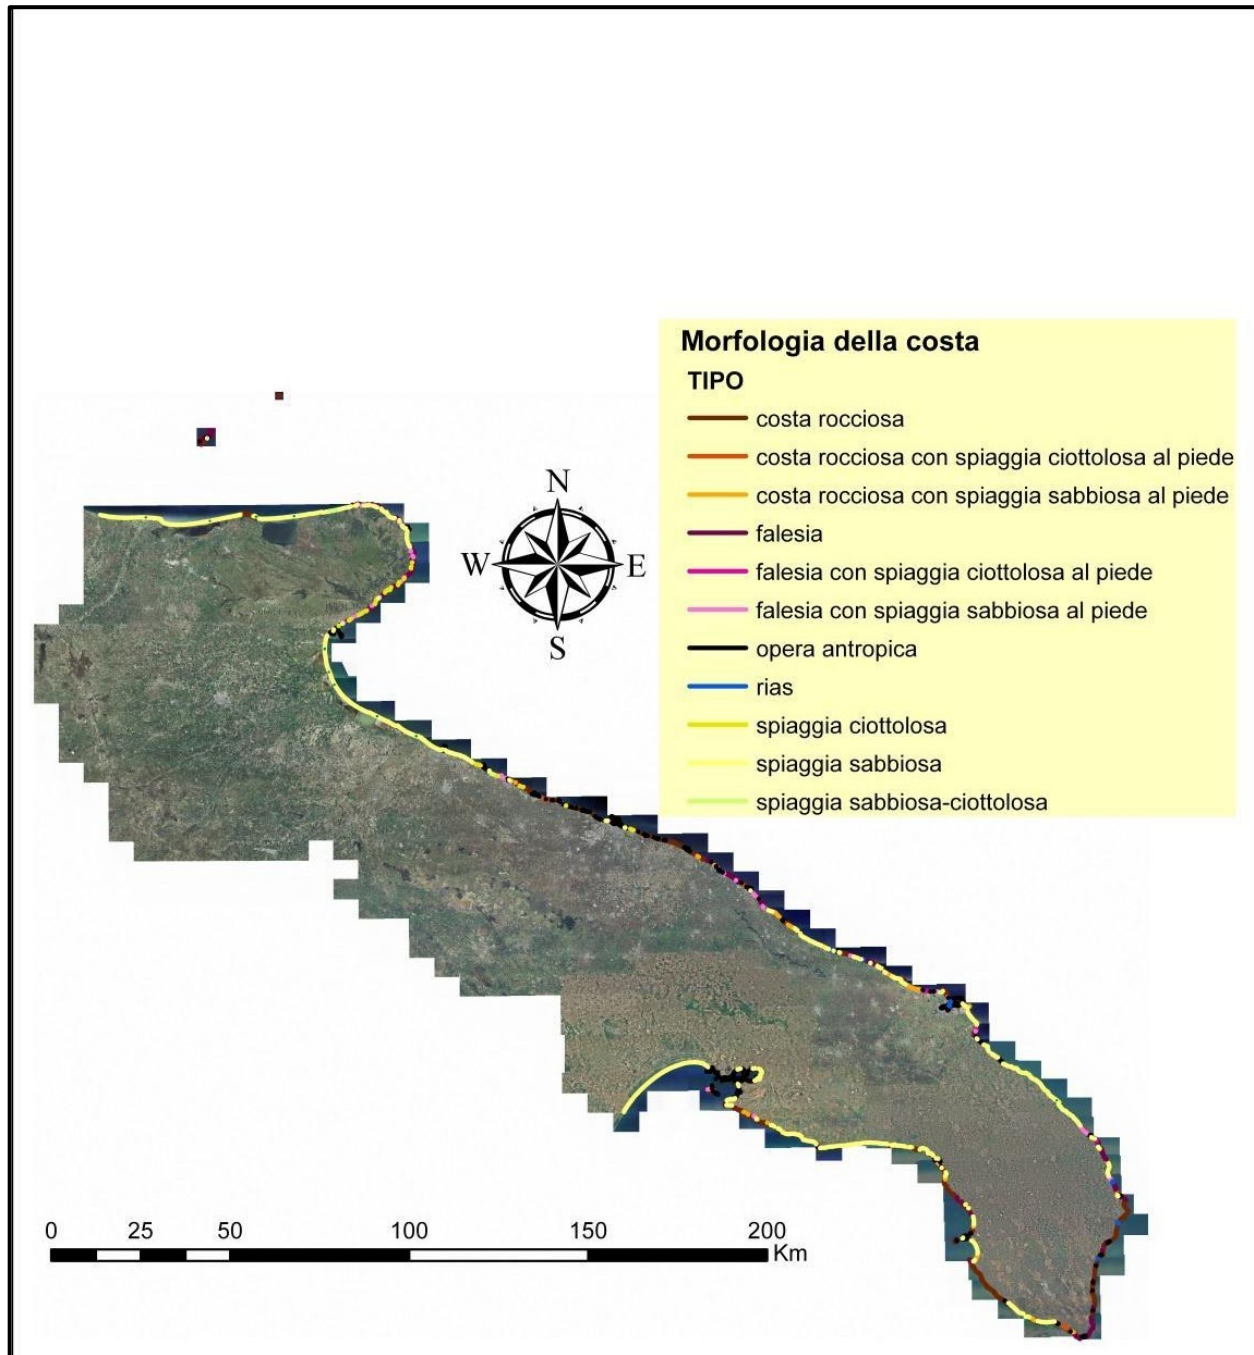 Morfologia della costa
TIPO
costa rocciosa
costa rocciosa con spiaggia ciottolosa al piede
costa rocciosa con spiaggia sabbiosa al piede
falesia
falesia con spiaggia ciottolosa al piede
falesia con spiaggia sabbiosa al piede
opera antropica
rias
spiaggia ciottolosa
spiaggia sabbiosa
spiaggia sabbiosa-ciottolosa
N
W E
S
0 25 50 100 150 200
Km